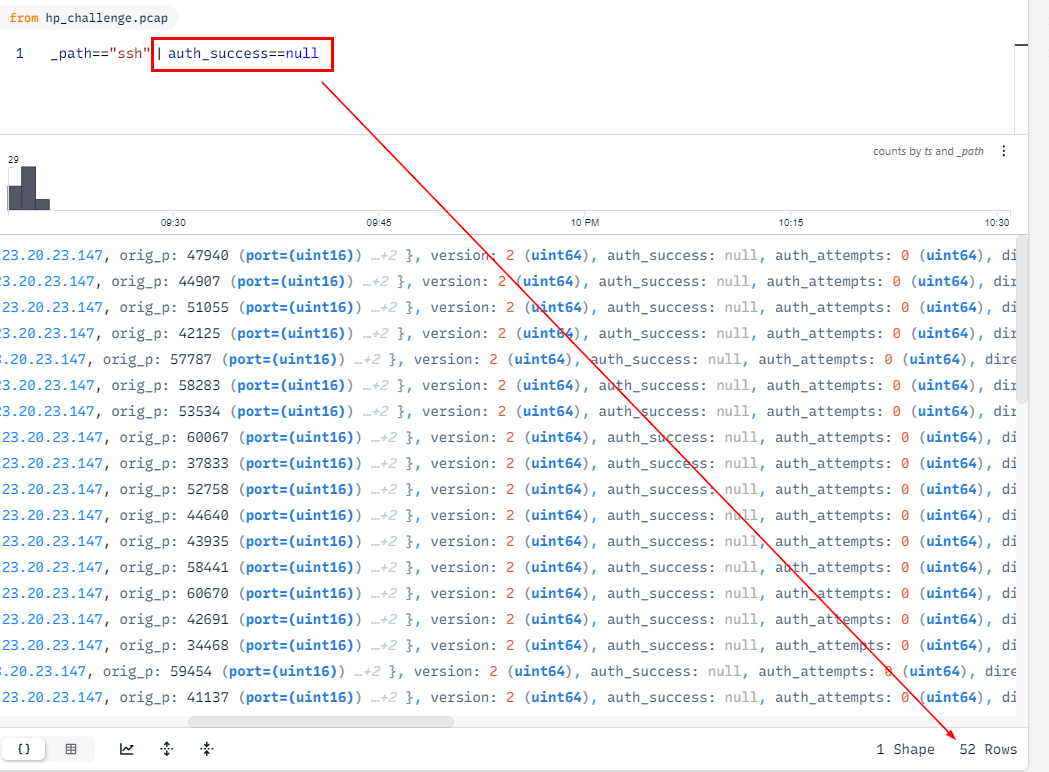 from hp_challenge.pcap
1 _path=="ssh" | auth_success==null
counts by ts and _path
29
09:30 09:45 10 PM 10:15 10:30
23.20.23.147, orig_p: 47940 (port=(uint16)) …+2 }, version: 2 (uint64), auth_success: null, auth_attempts: 0 (uint64), di
3.20.23.147, orig_p: 44907 (port=(uint16)) …+2 }, version: 2 (uint64), auth_success: null, auth_attempts: 0 (uint64), dir
23.20.23.147, orig_p: 51055 (port=(uint16)) …+2 }, version: 2 (uint64), auth_success: null, auth_attempts: 0 (uint64), di
3.20.23.147, orig_p: 42125 (port=(uint16)) …+2 }, version: 2 (uint64), auth_success: null, auth_attempts: 0 (uint64), dir
.20.23.147, orig_p: 57787 (port=(uint16)) …+2 }, version: 2 (uint64), auth_success: null, auth_attempts: 0 (uint64), dire
3.20.23.147, orig_p: 58283 (port=(uint16)) …+2 }, version: 2 (uint64), auth_success: null, auth_attempts: 0 (uint64), dir
3.20.23.147, orig_p: 53534 (port=(uint16)) …+2 }, version: 2 (uint64), auth_success: null, auth_attempts: 0 (uint64), dir
23.20.23.147, orig_p: 60067 (port=(uint16)) …+2 }, version: 2 (uint64), auth_success: null, auth_attempts: 0 (uint64), di
23.20.23.147, orig_p: 37833 (port=(uint16)) …+2 }, version: 2 (uint64), auth_success: null, auth_attempts: 0 (uint64), di
23.20.23.147, orig_p: 52758 (port=(uint16)) …+2 }, version: 2 (uint64), auth_success: null, auth_attempts: 0 (uint64), di
23.20.23.147, orig_p: 44640 (port=(uint16)) …+2 }, version: 2 (uint64), auth_success: null, auth_attempts: 0 (uint64), di
23.20.23.147, orig_p: 43935 (port=(uint16)) …+2 }, version: 2 (uint64), auth_success: null, auth_attempts: 0 (uint64), di
23.20.23.147, orig_p: 58441 (port=(uint16)) …+2 }, version: 2 (uint64), auth_success: null, auth_attempts: 0 (uint64), di
23.20.23.147, orig_p: 60670 (port=(uint16)) …+2 }, version: 2 (uint64), auth_success: null, auth_attempts: 0 (uint64), di
23.20.23.147, orig_p: 42691 (port=(uint16)) …+2 }, version: 2 (uint64), auth_success: null, auth_attempts: 0 (uint64), di
23.20.23.147, orig_p: 34468 (port=(uint16)) …+2 }, version: 2 (uint64), auth_success: null, auth_attempts: 0 (uint64), di
.20.23.147, orig_p: 59454 (port=(uint16)) …+2 }, version: 2 (uint64), auth_success: null, auth_attempts: 0 (uint64), dire
23.20.23.147, orig_p: 41137 (port=(uint16)) …+2 }, version: 2 (uint64), auth_success: null, auth_attempts: 0 (uint64), di
{} 1 Shape 52 Rows